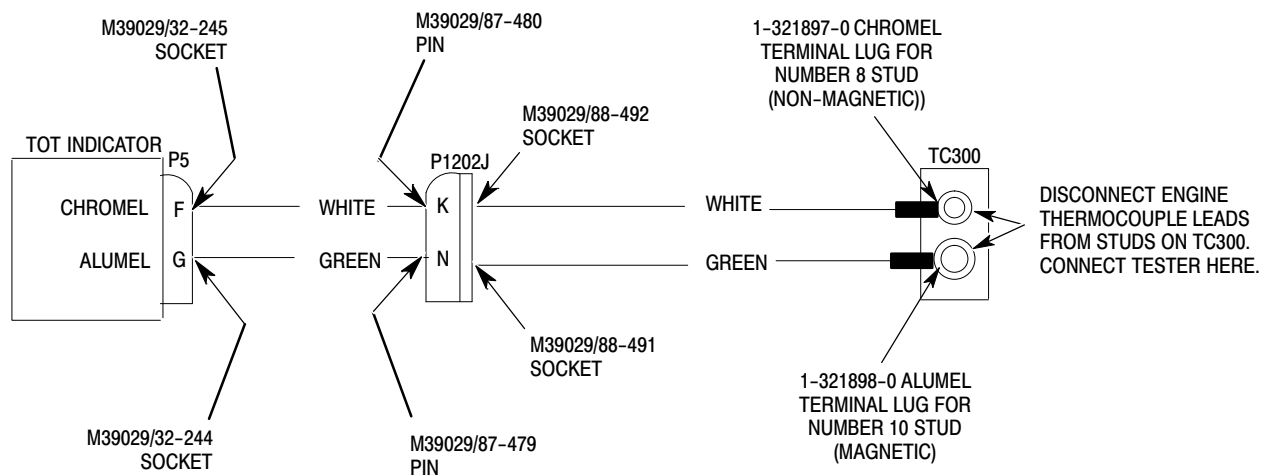 M39029/32-245
SOCKET
M39029/87-480
PIN
1-321897-0 CHROMEL
TERMINAL LUG FOR
NUMBER 8 STUD
(NON-MAGNETIC))
M39029/88-492
SOCKET
TOT INDICATOR
P5
P1202J
TC300
CHROMEL
F
WHITE
K
WHITE
ALUMEL
G
GREEN
N
GREEN
DISCONNECT ENGINE
THERMOCOUPLE LEADS
FROM STUDS ON TC300.
CONNECT TESTER HERE.
M39029/88-491
SOCKET
1-321898-0 ALUMEL
TERMINAL LUG FOR
NUMBER 10 STUD
(MAGNETIC)
M39029/32-244
SOCKET
M39029/87-479
PIN